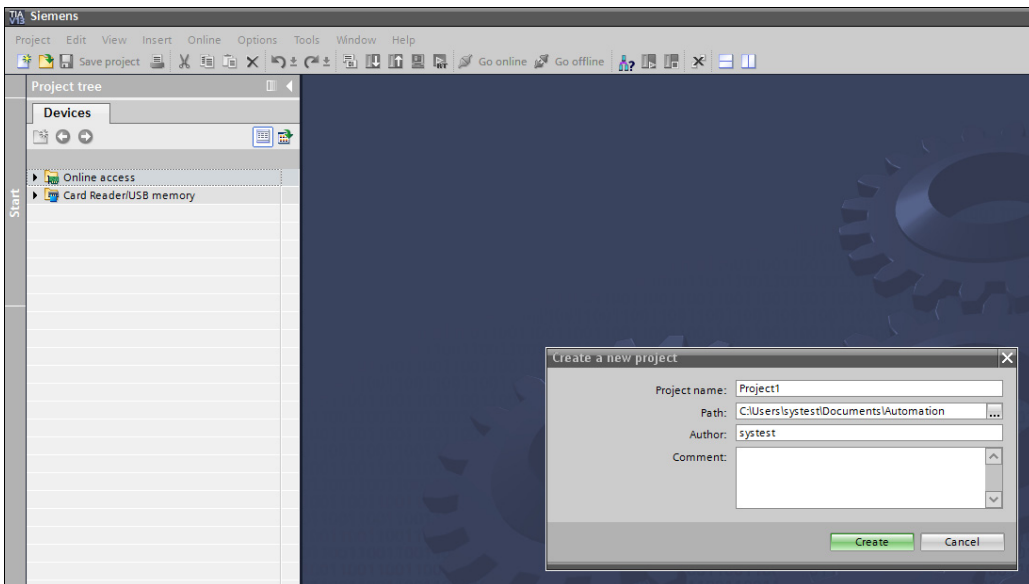 TIA V13 Siemens
Project Edit View Insert Online Options Tools Window Help
Save project Go online Go offline
Project tree
Devices
Start
Online access
Card Reader/USB memory
Create a new project
Project name: Project1
Path: C:\Users\systest\Documents\Automation ...
Author: systest
Comment:
Create Cancel